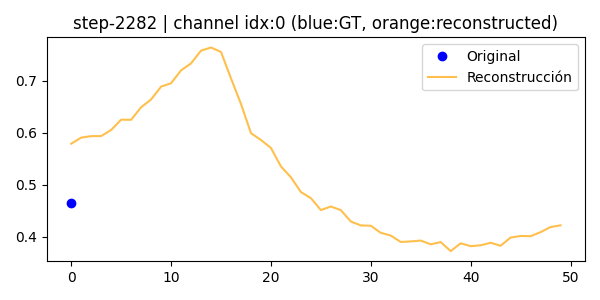 step-2282 | channel idx:0 (blue:GT, orange:reconstructed)
Original
Reconstrucción
0.7
0.6
0.5
0.4
0 10 20 30 40 50